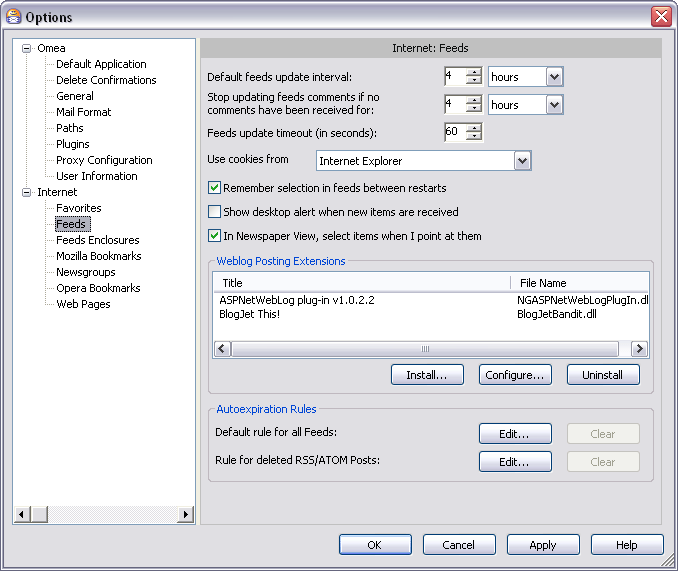 Options
Omea
Default Application
Delete Confirmations
General
Mail Format
Paths
Plugins
Proxy Configuration
User Information
Internet
Favorites
Feeds
Feeds Enclosures
Mozilla Bookmarks
Newsgroups
Opera Bookmarks
Web Pages
Internet: Feeds
Default feeds update interval: 4 hours
Stop updating feeds comments if no
comments have been received for: 4 hours
Feeds update timeout (in seconds): 60
Use cookies from Internet Explorer
Remember selection in feeds between restarts
Show desktop alert when new items are received
In Newspaper View, select items when I point at them
Weblog Posting Extensions
Title File Name
ASPNetWebLog plug-in v1.0.2.2 NGASPNetWebLogPlugIn.dl
BlogJet This! BlogJetBandit.dll
Install... Configure... Uninstall
Autoexpiration Rules
Default rule for all Feeds: Edit... Clear
Rule for deleted RSS/ATOM Posts: Edit... Clear
OK Cancel Apply Help